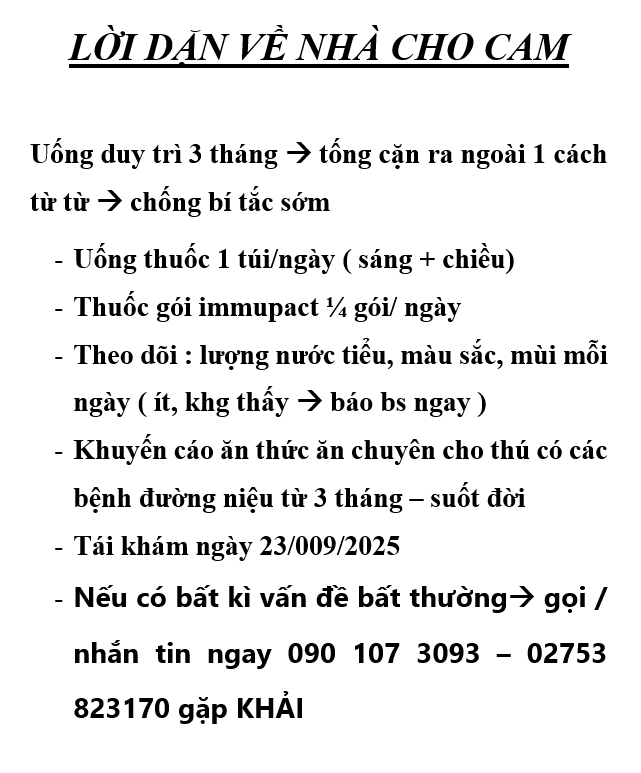 LỜI DẶN VỀ NHÀ CHO CAM
Uống duy trì 3 tháng → tống cặn ra ngoài 1 cách
từ từ → chống bí tắc sớm
- Uống thuốc 1 túi/ngày ( sáng + chiều)
- Thuốc gói immupact ¼ gói/ ngày
- Theo dõi : lượng nước tiểu, màu sắc, mùi mỗi
ngày ( ít, khg thấy → báo bs ngay )
- Khuyến cáo ăn thức ăn chuyên cho thú có các
bệnh đường niệu từ 3 tháng – suốt đời
- Tái khám ngày 23/009/2025
- Nếu có bất kì vấn đề bất thường→ gọi /
nhắn tin ngay 090 107 3093 – 02753
823170 gặp KHẢI